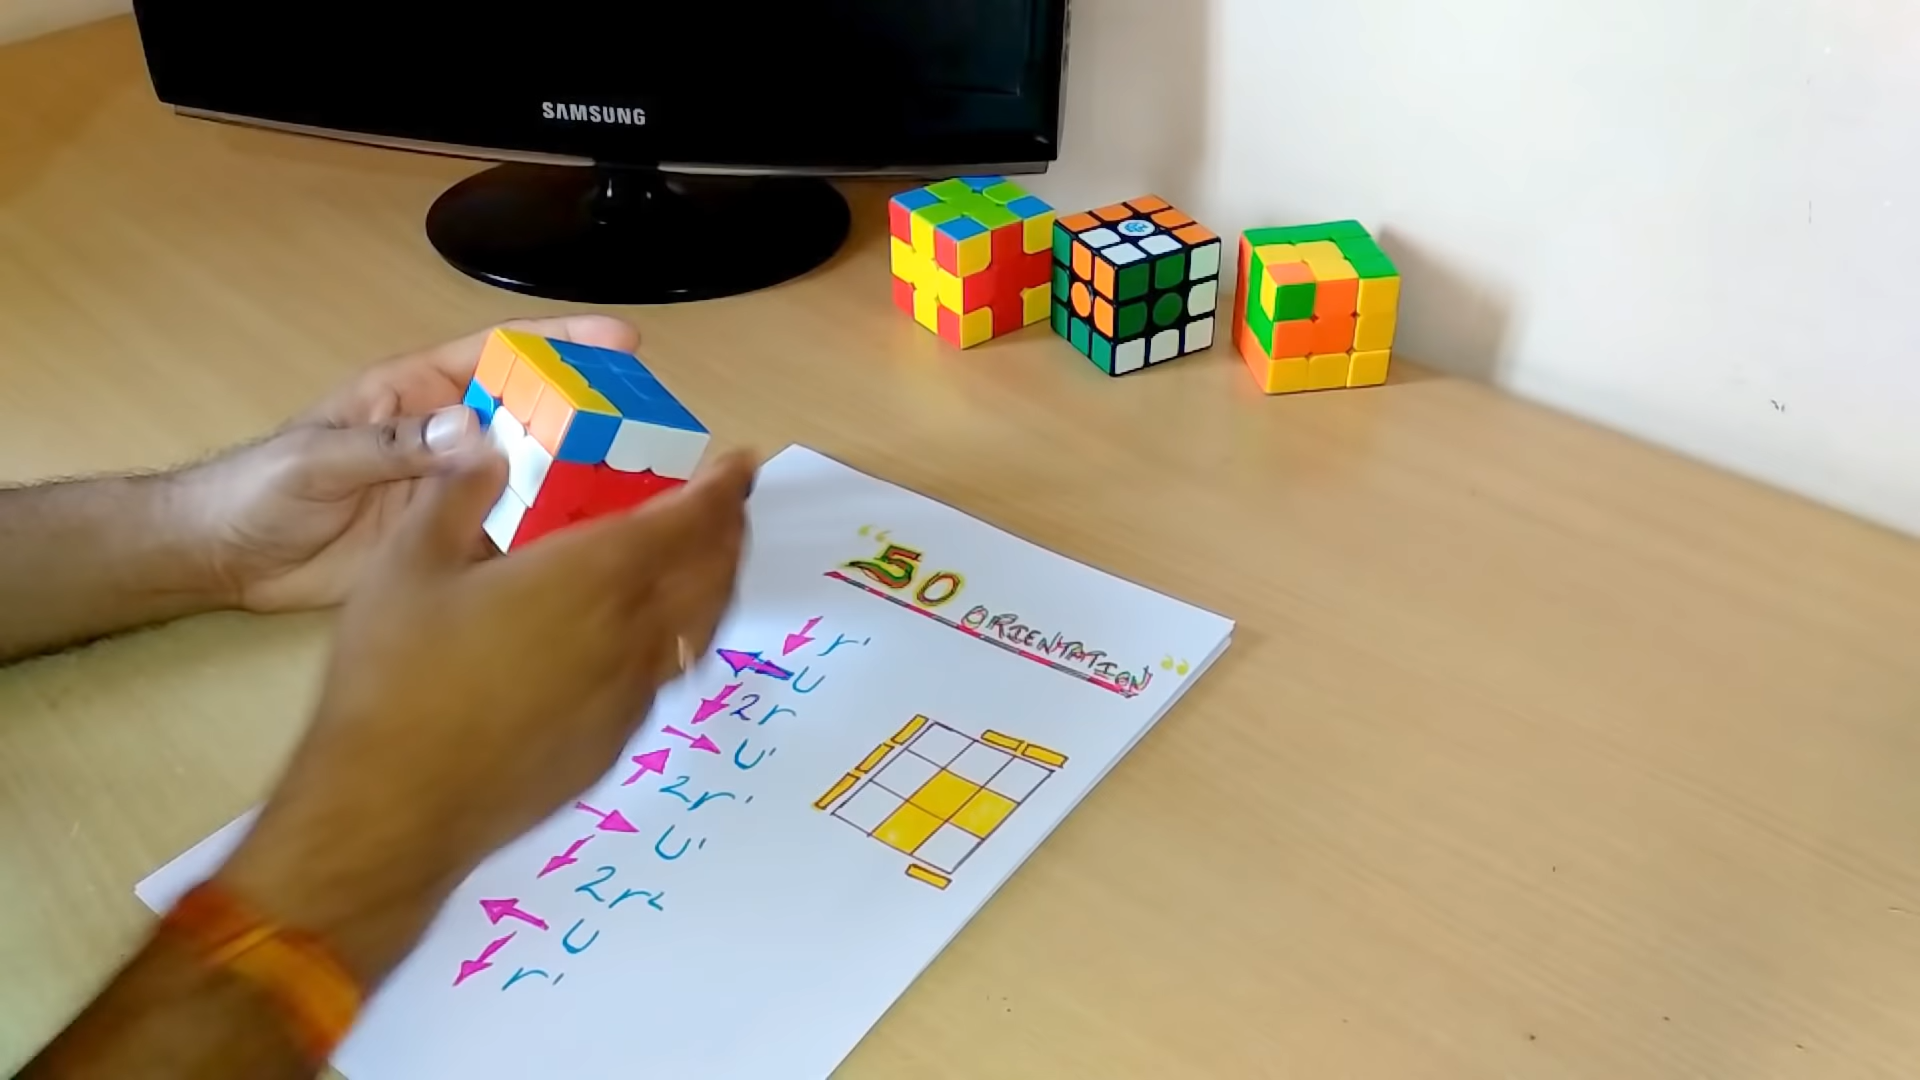 SAMSUNG
"50 ORIENTATION"
r'
U
2r
U'
2r'
U'
2r
U
r'